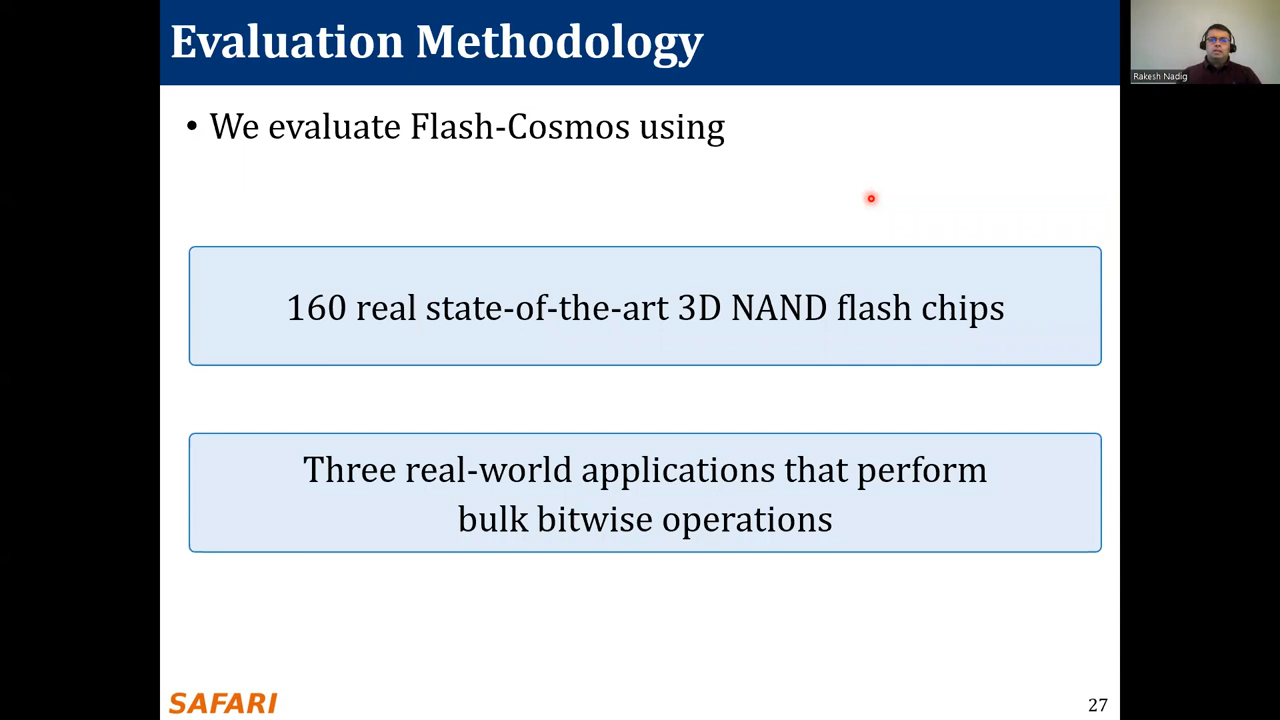 Evaluation Methodology
Rakesh Nadig
• We evaluate Flash-Cosmos using
160 real state-of-the-art 3D NAND flash chips
Three real-world applications that perform
bulk bitwise operations
SAFARI
27